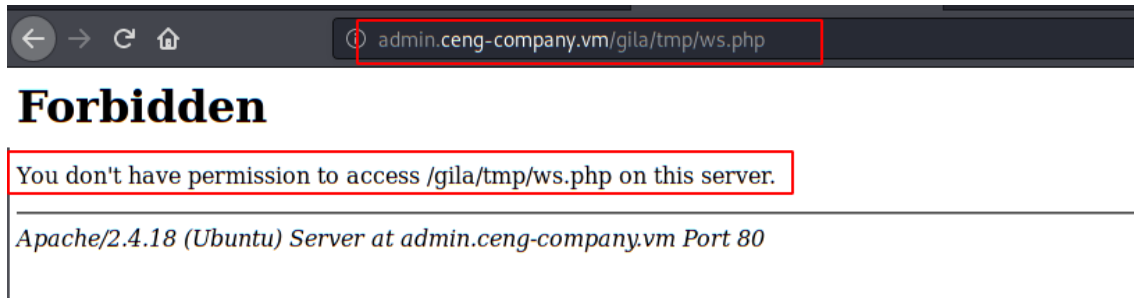 admin.ceng-company.vm/gila/tmp/ws.php
Forbidden
You don't have permission to access /gila/tmp/ws.php on this server.
Apache/2.4.18 (Ubuntu) Server at admin.ceng-company.vm Port 80